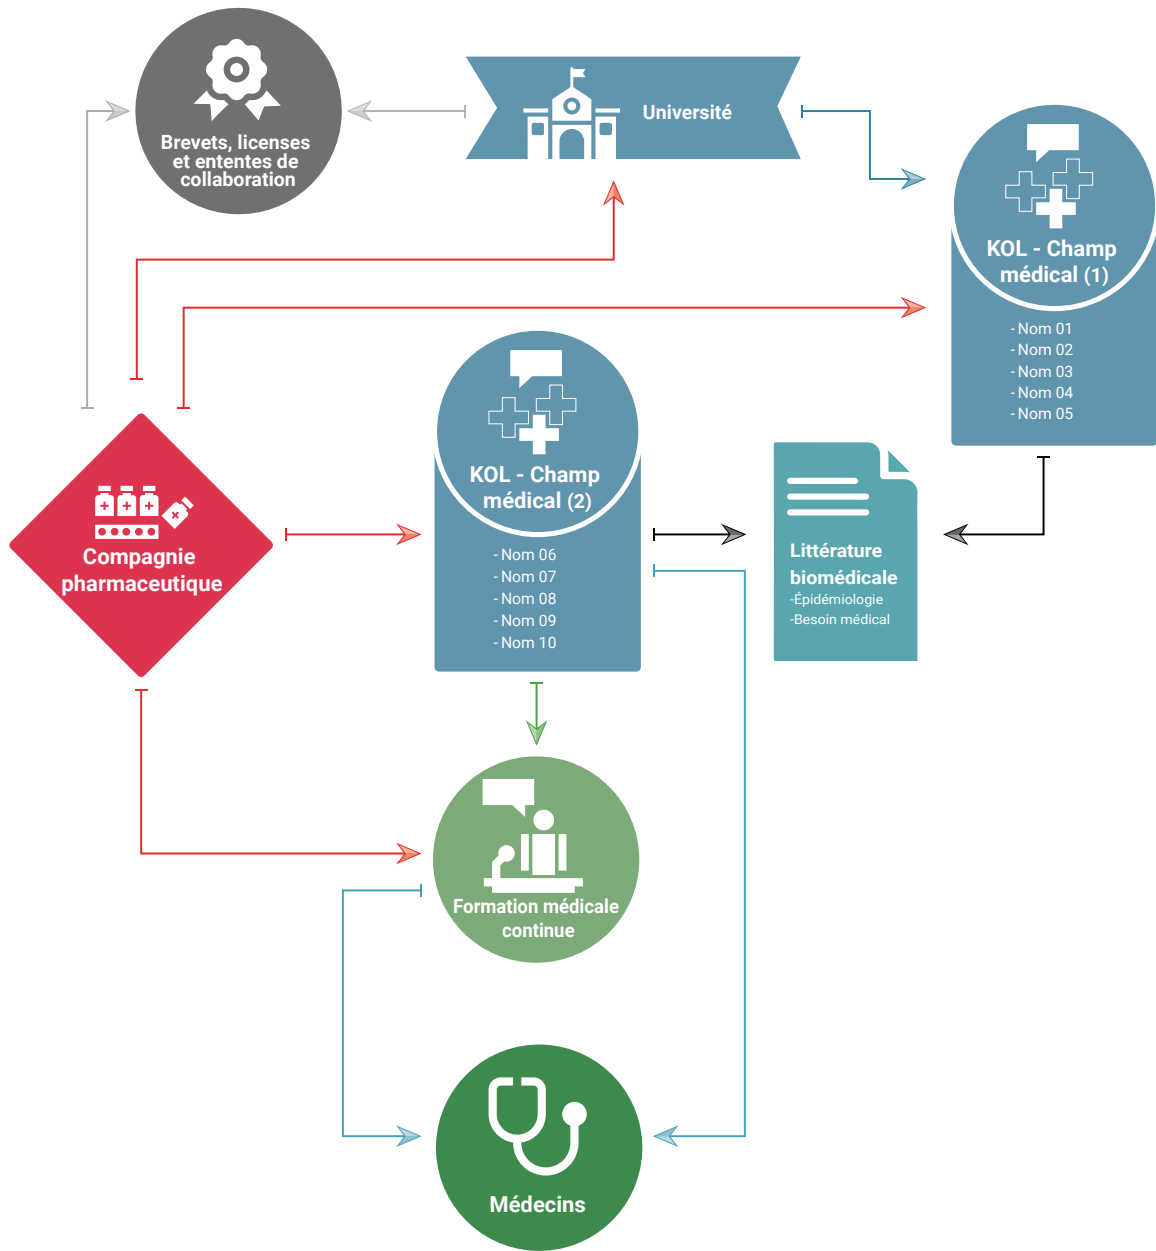 Brevets, licenses
et ententes de
collaboration
Université
KOL - Champ
médical (1)
- Nom 01
- Nom 02
- Nom 03
- Nom 04
- Nom 05
KOL - Champ
médical (2)
- Nom 06
- Nom 07
- Nom 08
- Nom 09
- Nom 10
Compagnie
pharmaceutique
Littérature
biomédicale
-Épidémiologie
-Besoin médical
Formation médicale
continue
Médecins